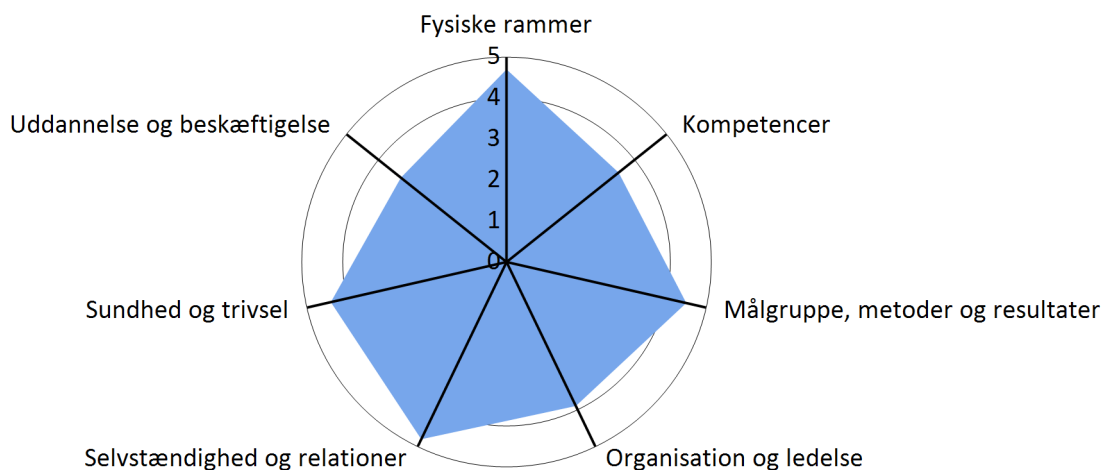 Fysiske rammer
5
4
3
2
1
0
Uddannelse og beskæftigelse
Kompetencer
Sundhed og trivsel
Målgruppe, metoder og resultater
Selvstændighed og relationer
Organisation og ledelse